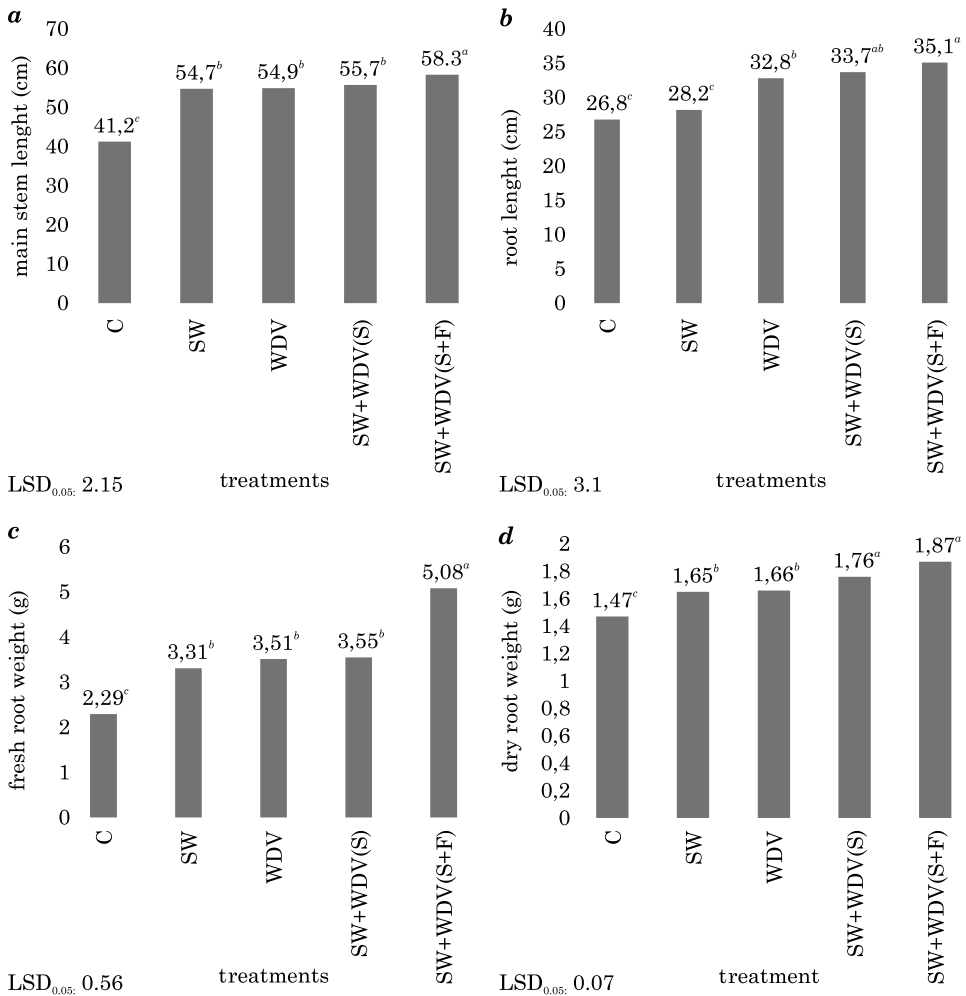 a
main stem lenght (cm)
70
60
50
40
30
20
10
0
41,2c
54,7b
54,9b
55,7b
58.3a
C
SW
WDV
SW+WDV(S)
SW+WDV(S+F)
treatments
LSD0.05: 2.15
b
root lenght (cm)
40
35
30
25
20
15
10
5
0
26,8c
28,2c
32,8b
33,7ab
35,1a
C
SW
WDV
SW+WDV(S)
SW+WDV(S+F)
treatments
LSD0.05: 3.1
c
fresh root weight (g)
6
5
4
3
2
1
0
2,29c
3,31b
3,51b
3,55b
5,08a
C
SW
WDV
SW+WDV(S)
SW+WDV(S+F)
treatments
LSD0.05: 0.56
d
dry root weight (g)
2
1,8
1,6
1,4
1,2
1
0,8
0,6
0,4
0,2
0
1,47c
1,65b
1,66b
1,76a
1,87a
C
SW
WDV
SW+WDV(S)
SW+WDV(S+F)
treatment
LSD0.05: 0.07